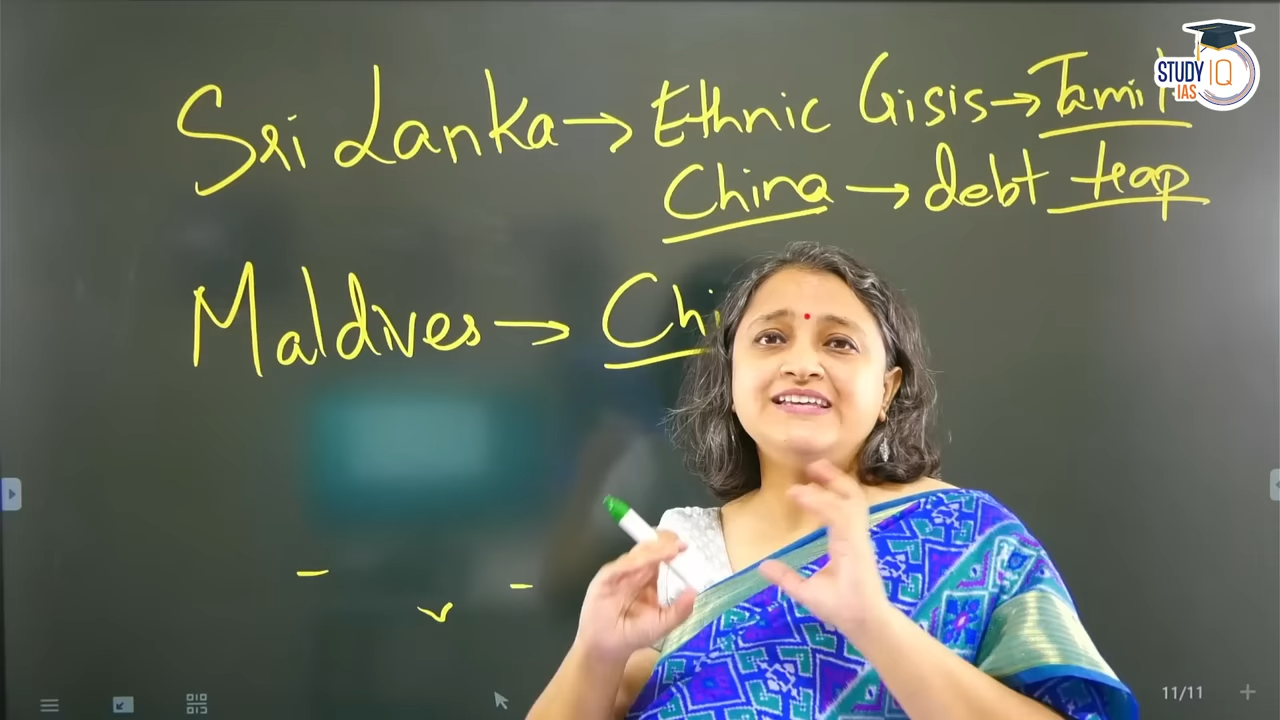 Sri Lanka → Ethnic Crisis → Tamil
China → debt trap
Maldives → Chi
STUDY IQ
IAS
11/11